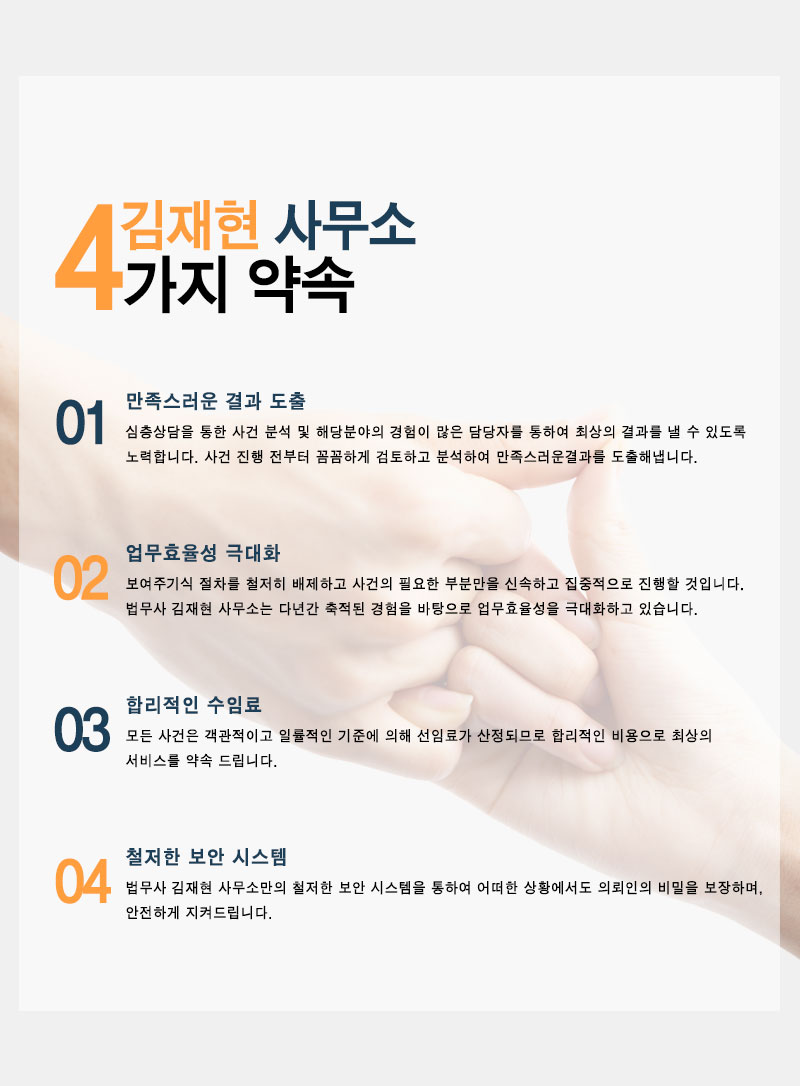 김재현 사무소
4가지 약속
01 만족스러운 결과 도출
심층상담을 통한 사건 분석 및 해당분야의 경험이 많은 담당자를 통하여 최상의 결과를 낼 수 있도록
노력합니다. 사건 진행 전부터 꼼꼼하게 검토하고 분석하여 만족스러운결과를 도출해냅니다.
02 업무효율성 극대화
보여주기식 절차를 철저히 배제하고 사건의 필요한 부분만을 신속하고 집중적으로 진행할 것입니다.
법무사 김재현 사무소는 다년간 축적된 경험을 바탕으로 업무효율성을 극대화하고 있습니다.
03 합리적인 수임료
모든 사건은 객관적이고 일률적인 기준에 의해 선임료가 산정되므로 합리적인 비용으로 최상의
서비스를 약속 드립니다.
04 철저한 보안 시스템
법무사 김재현 사무소만의 철저한 보안 시스템을 통하여 어떠한 상황에서도 의뢰인의 비밀을 보장하며,
안전하게 지켜드립니다.